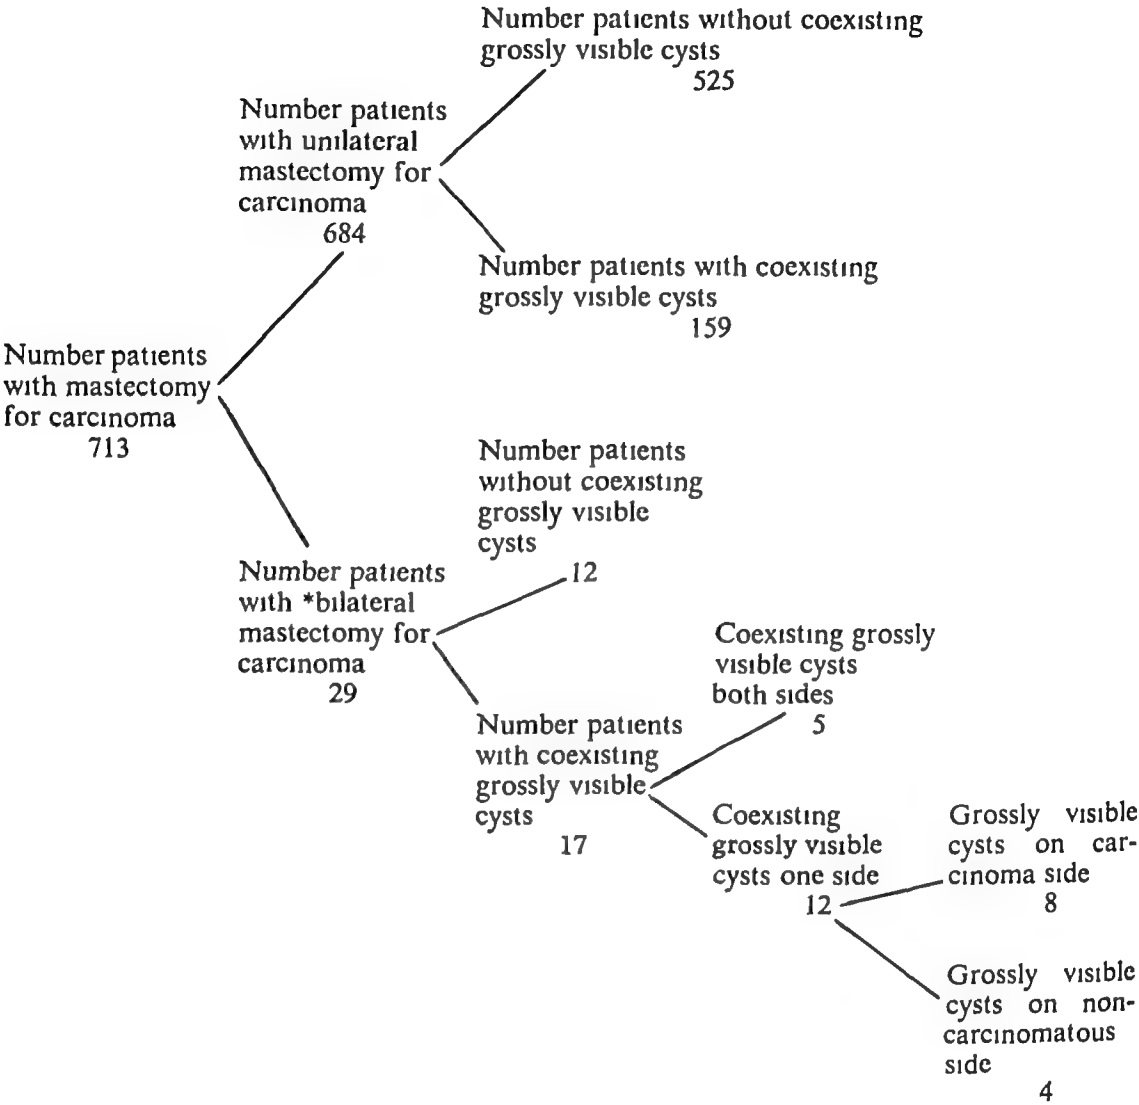 Number patients without coexisting
grossly visible cysts
525
Number patients
with unilateral
mastectomy for
carcinoma
684
Number patients with coexisting
grossly visible cysts
159
Number patients
with mastectomy
for carcinoma
713
Number patients
without coexisting
grossly visible
cysts
12
Number patients
with *bilateral
mastectomy for
carcinoma
29
Coexisting grossly
visible cysts
both sides
5
Number patients
with coexisting
grossly visible
cysts
17
Coexisting
grossly visible
cysts one side
12
Grossly visible
cysts on car-
cinoma side
8
Grossly visible
cysts on non-
carcinomatous
side
4